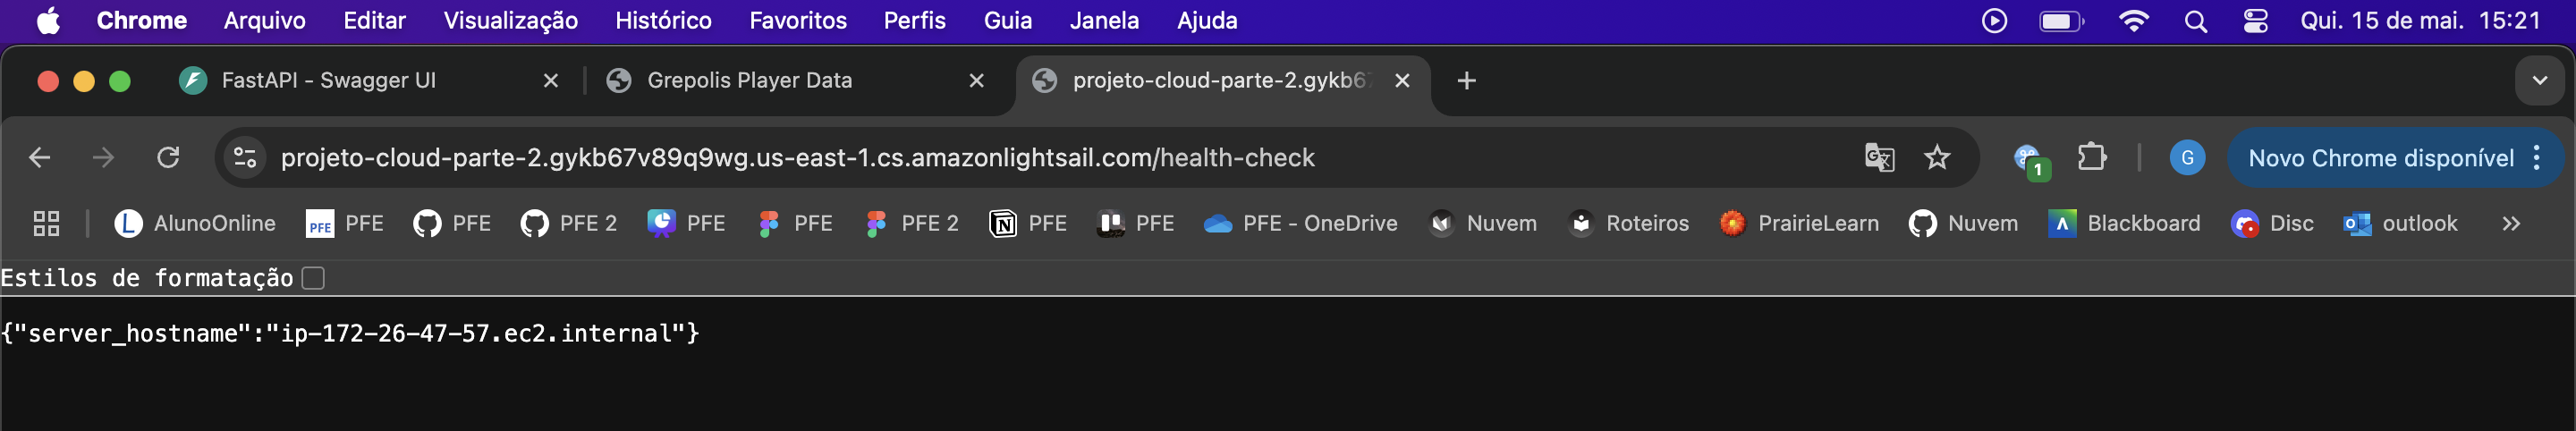 Chrome Arquivo Editar Visualização Histórico Favoritos Perfis Guia Janela Ajuda Qui. 15 de mai. 15:21
FastAPI - Swagger UI Grepolis Player Data projeto-cloud-parte-2.gykb67
projeto-cloud-parte-2.gykb67v89q9wg.us-east-1.cs.amazonlightsail.com/health-check 1 G Novo Chrome disponível
L AlunoOnline PFE PFE PFE PFE 2 PFE PFE PFE 2 PFE PFE PFE - OneDrive Nuvem Roteiros PrairieLearn Nuvem Blackboard Disc outlook
Estilos de formatação
{"server_hostname":"ip-172-26-47-57.ec2.internal"}